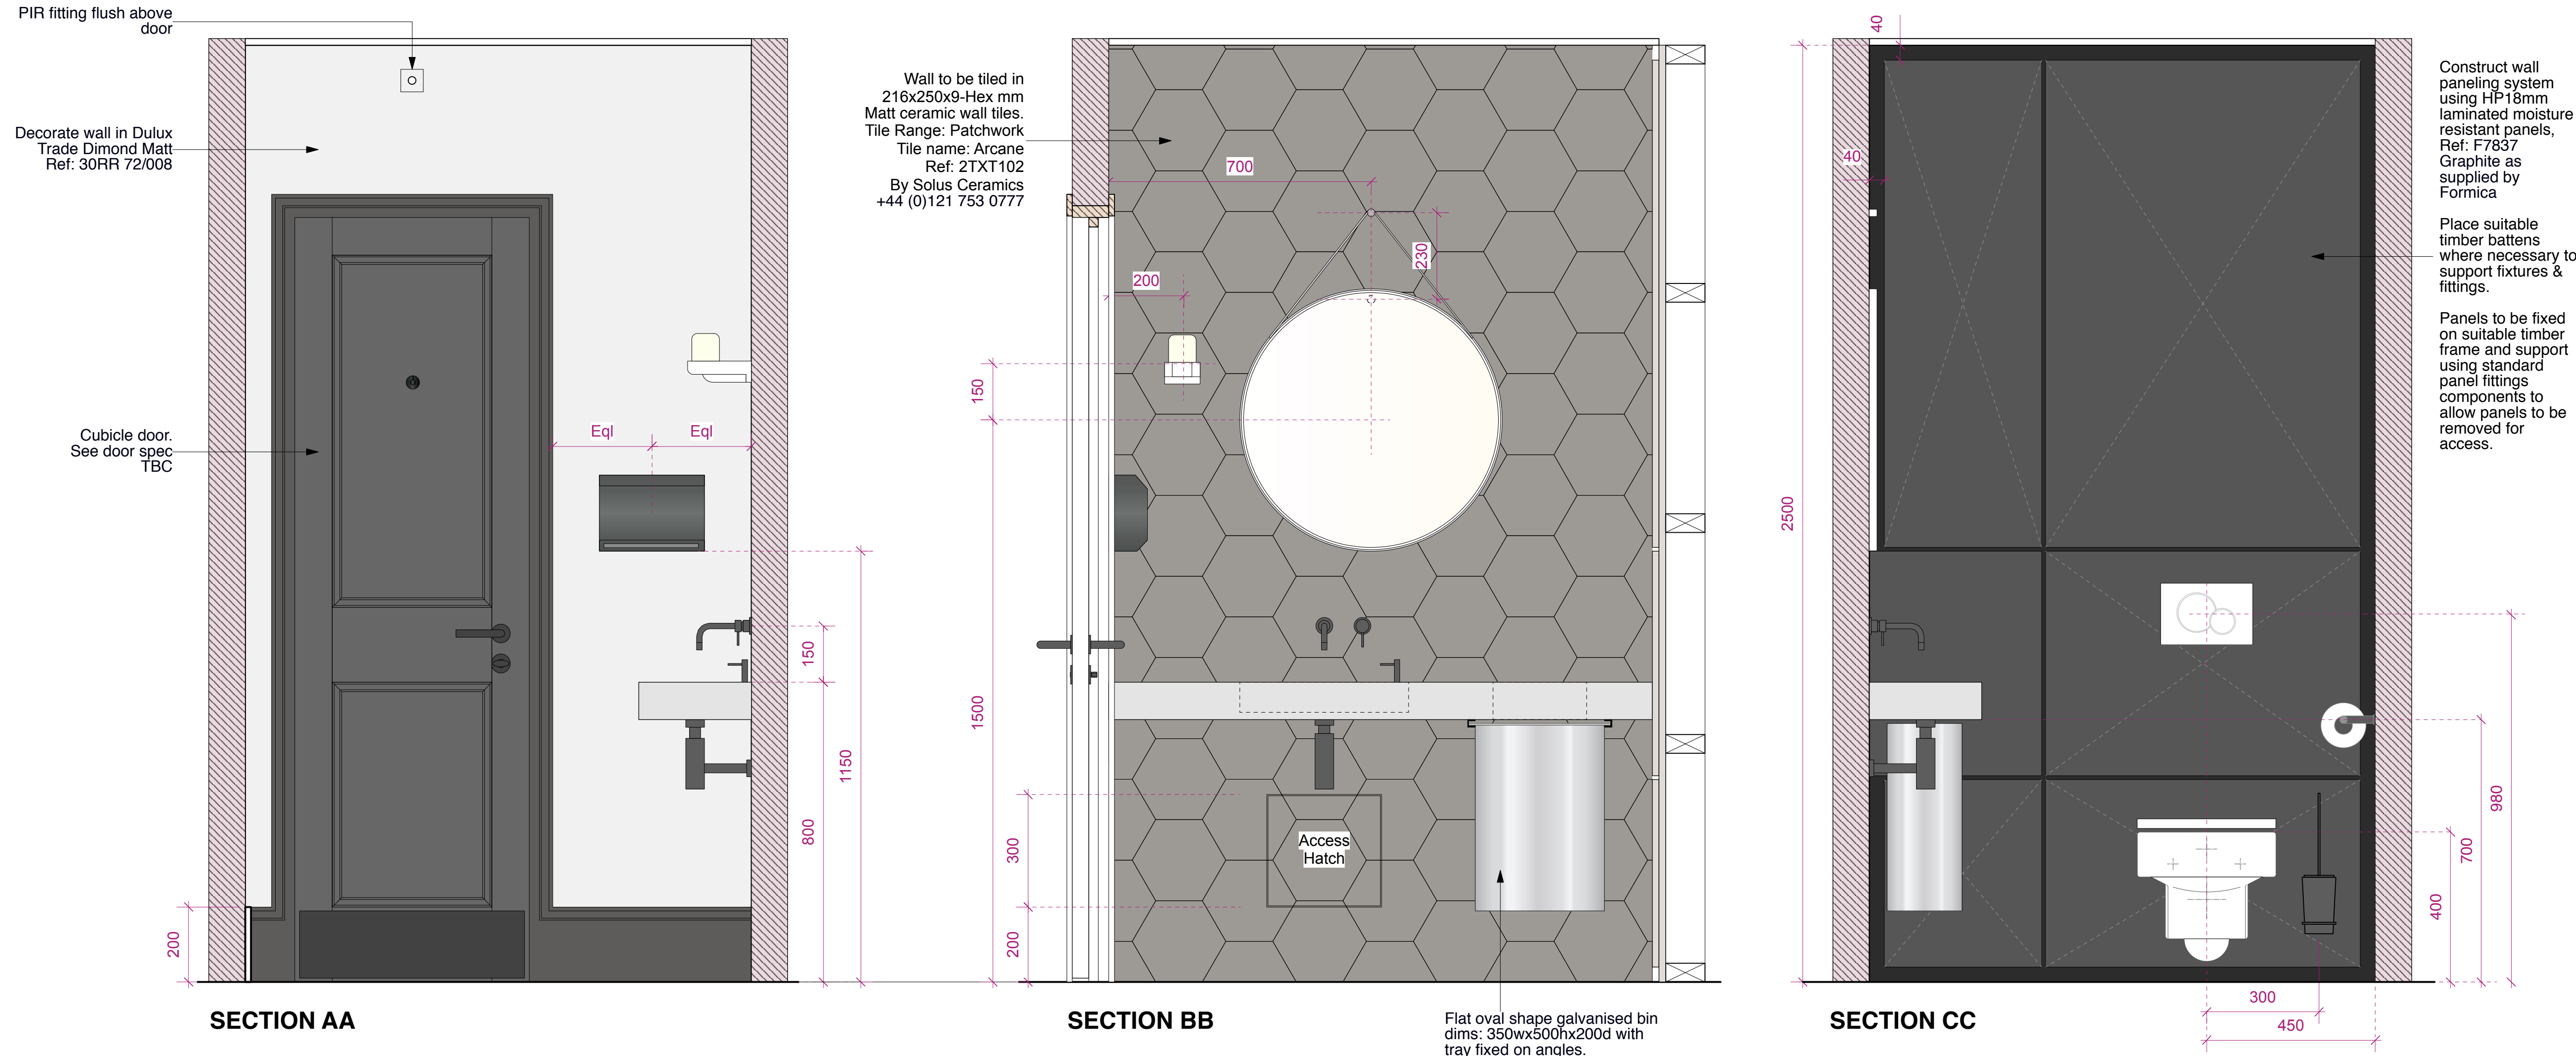 PIR fitting flush above
door
Decorate wall in Dulux
Trade Dimond Matt
Ref: 30RR 72/008
Cubicle door.
See door spec
TBC
Eql
Eql
150
800
1150
200
SECTION AA
Wall to be tiled in
216x250x9-Hex mm
Matt ceramic wall tiles.
Tile Range: Patchwork
Tile name: Arcane
Ref: 2TXT102
By Solus Ceramics
+44 (0)121 753 0777
700
230
200
150
1500
300
200
Access
Hatch
SECTION BB
Flat oval shape galvanised bin
dims: 350wx500hx200d with
tray fixed on angles.
40
40
2500
980
700
400
300
450
SECTION CC
Construct wall
paneling system
using HP18mm
laminated moisture
resistant panels,
Ref: F7837
Graphite as
supplied by
Formica
Place suitable
timber battens
where necessary to
support fixtures &
fittings.
Panels to be fixed
on suitable timber
frame and support
using standard
panel fittings
components to
allow panels to be
removed for
access.